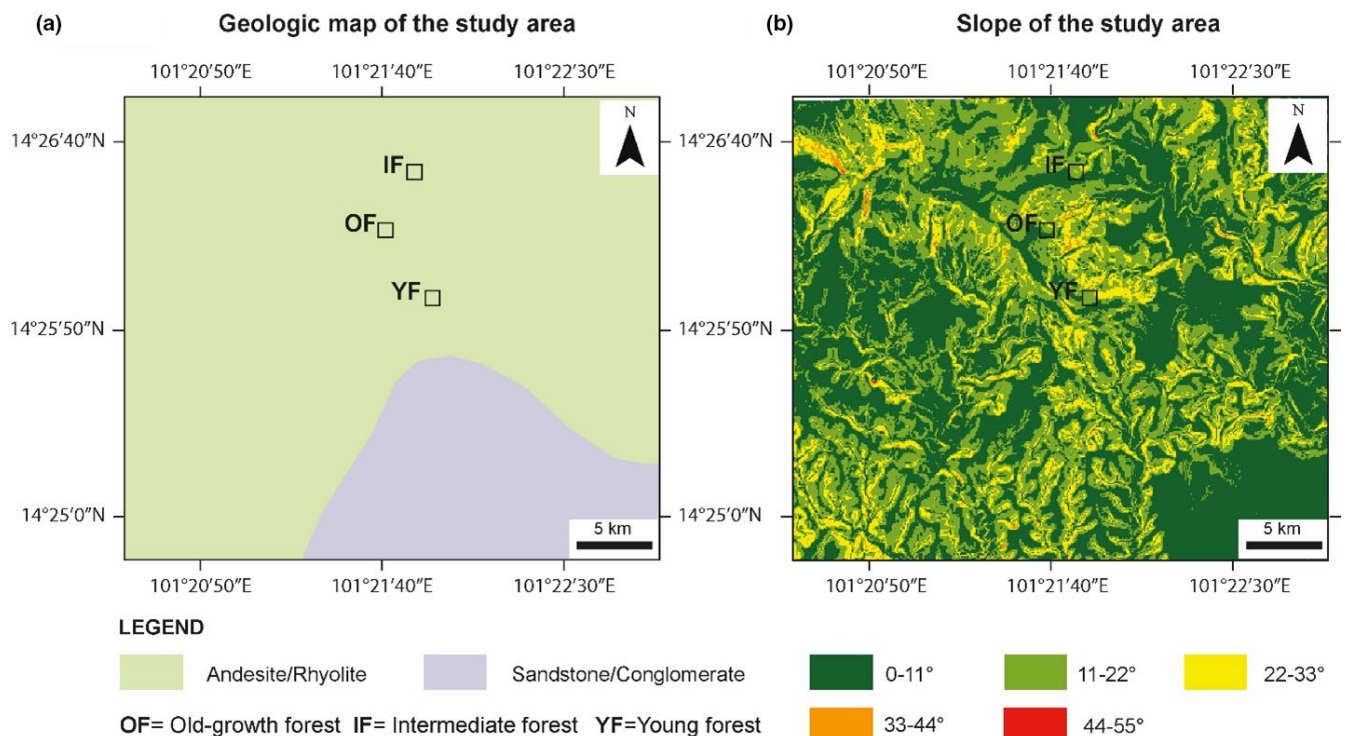 (a) Geologic map of the study area
(b) Slope of the study area
101°20′50″E 101°21′40″E 101°22′30″E
101°20′50″E 101°21′40″E 101°22′30″E
14°26′40″N
14°26′40″N
N
N
IF
IF
OF
OF
YF
YF
14°25′50″N
14°25′50″N
14°25′0″N
14°25′0″N
5 km
5 km
101°20′50″E 101°21′40″E 101°22′30″E
101°20′50″E 101°21′40″E 101°22′30″E
LEGEND
Andesite/Rhyolite Sandstone/Conglomerate 0-11° 11-22° 22-33°
OF= Old-growth forest IF= Intermediate forest YF=Young forest 33-44° 44-55°